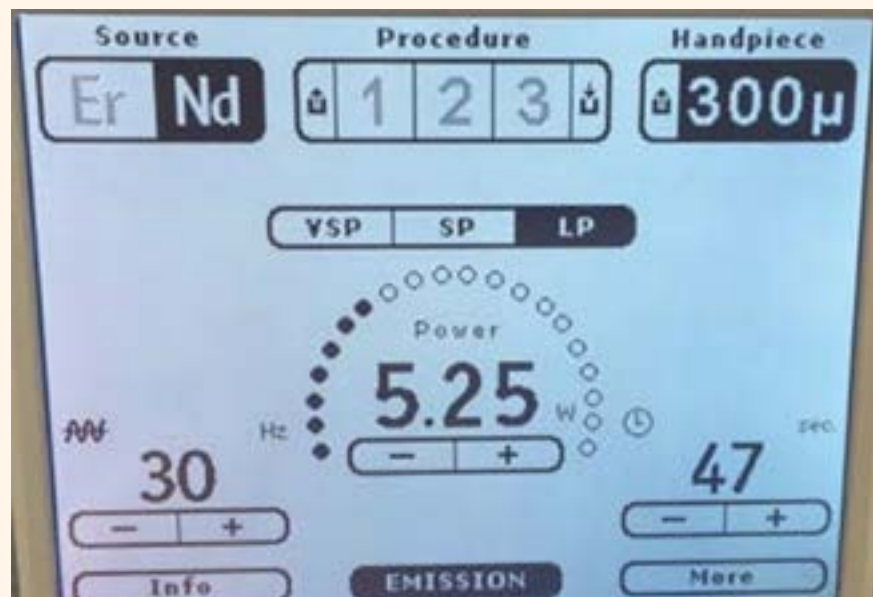 Source Procedure Handpiece
Er Nd 1 2 3 300µ
VSP SP LP
Power
5.25 W
Hz sec.
30 47
- + - + - +
Info EMISSION More